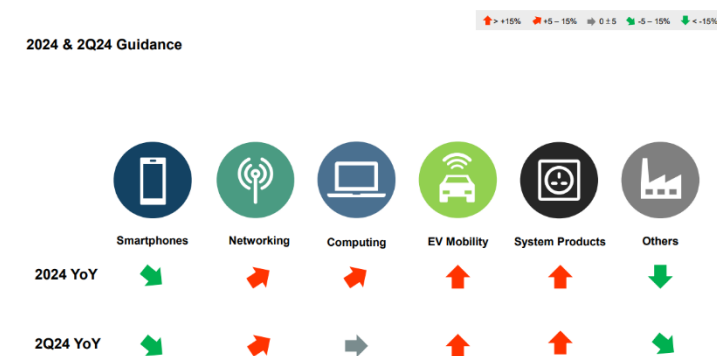 > +15% +5 – 15% 0 ± 5 -5 – 15% < -15%
2024 & 2Q24 Guidance
Smartphones Networking Computing EV Mobility System Products Others
2024 YoY
2Q24 YoY